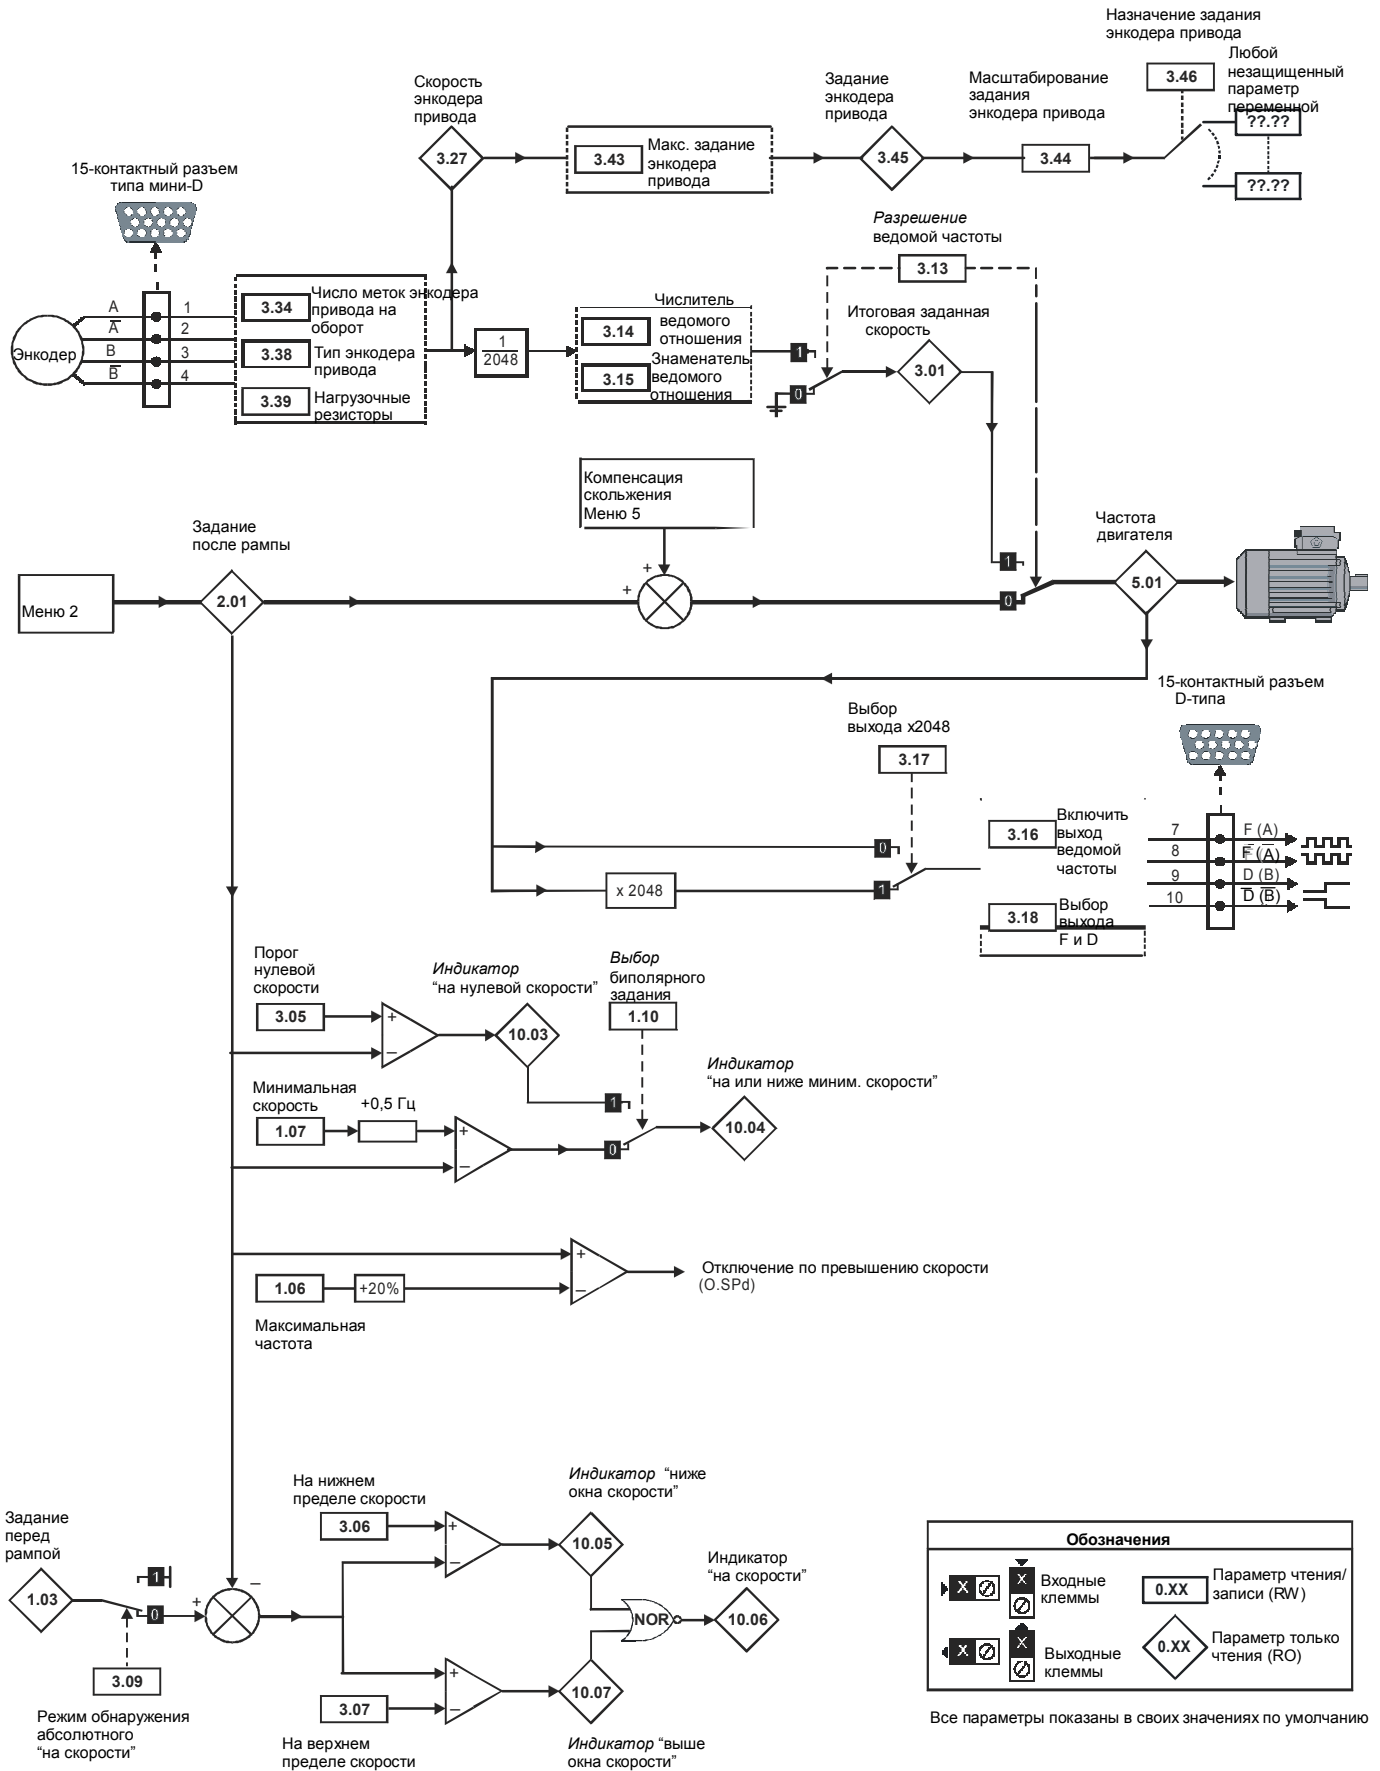 Назначение задания
энкодера привода
3.46
Любой
незащищенный
параметр
переменной
??.??
??.??
Скорость
энкодера
привода
3.27
3.43
Макс. задание
энкодера
привода
Задание
энкодера
привода
3.45
Масштабирование
задания
энкодера привода
3.44
15-контактный разъем
типа мини-D
Энкодер
A
1
A̅
2
B
3
B̅
4
3.34
Число меток энкодера
привода на
оборот
3.38
Тип энкодера
привода
3.39
Нагрузочные
резисторы
1
2048
Числитель
3.14
ведомого
отношения
3.15
Знаменатель
ведомого
отношения
Разрешение
ведомой частоты
3.13
1
0
Итоговая заданная
скорость
3.01
Компенсация
скольжения
Меню 5
Задание
после рампы
Меню 2
2.01
+
+
1
0
Частота
двигателя
5.01
15-контактный разъем
D-типа
Выбор
выхода x2048
3.17
0
x 2048
1
3.16
Включить
выход
ведомой
частоты
3.18
Выбор
выхода
F и D
7
F (A)
8
F̅ (A̅)
9
D (B)
10
D̅ (B̅)
Порог
нулевой
скорости
3.05
+
−
Индикатор
“на нулевой скорости”
10.03
Выбор
биполярного
задания
1.10
Минимальная
скорость
1.07
+0,5 Гц
+
−
1
0
Индикатор
“на или ниже миним. скорости”
10.04
1.06
+20%
+
−
Отключение по превышению скорости
(O.SPd)
Максимальная
частота
Задание
перед
рампой
1.03
1
0
3.09
Режим обнаружения
абсолютного
“на скорости”
+
−
На нижнем
пределе скорости
3.06
+
−
Индикатор “ниже
окна скорости”
10.05
3.07
+
−
На верхнем
пределе скорости
10.07
Индикатор “выше
окна скорости”
NOR
Индикатор
“на скорости”
10.06
Обозначения
X
X
Входные
клеммы
0.XX
Параметр чтения/
записи (RW)
X
X
Выходные
клеммы
0.XX
Параметр только
чтения (RO)
Все параметры показаны в своих значениях по умолчанию